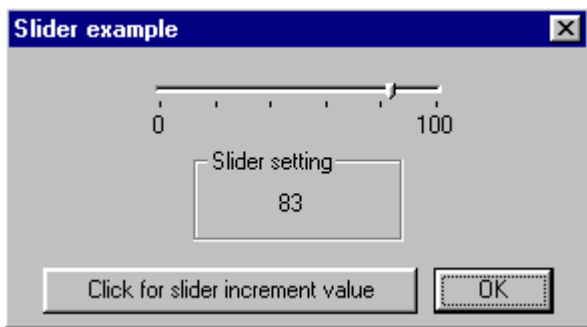 Slider example
0 100
Slider setting
83
Click for slider increment value OK